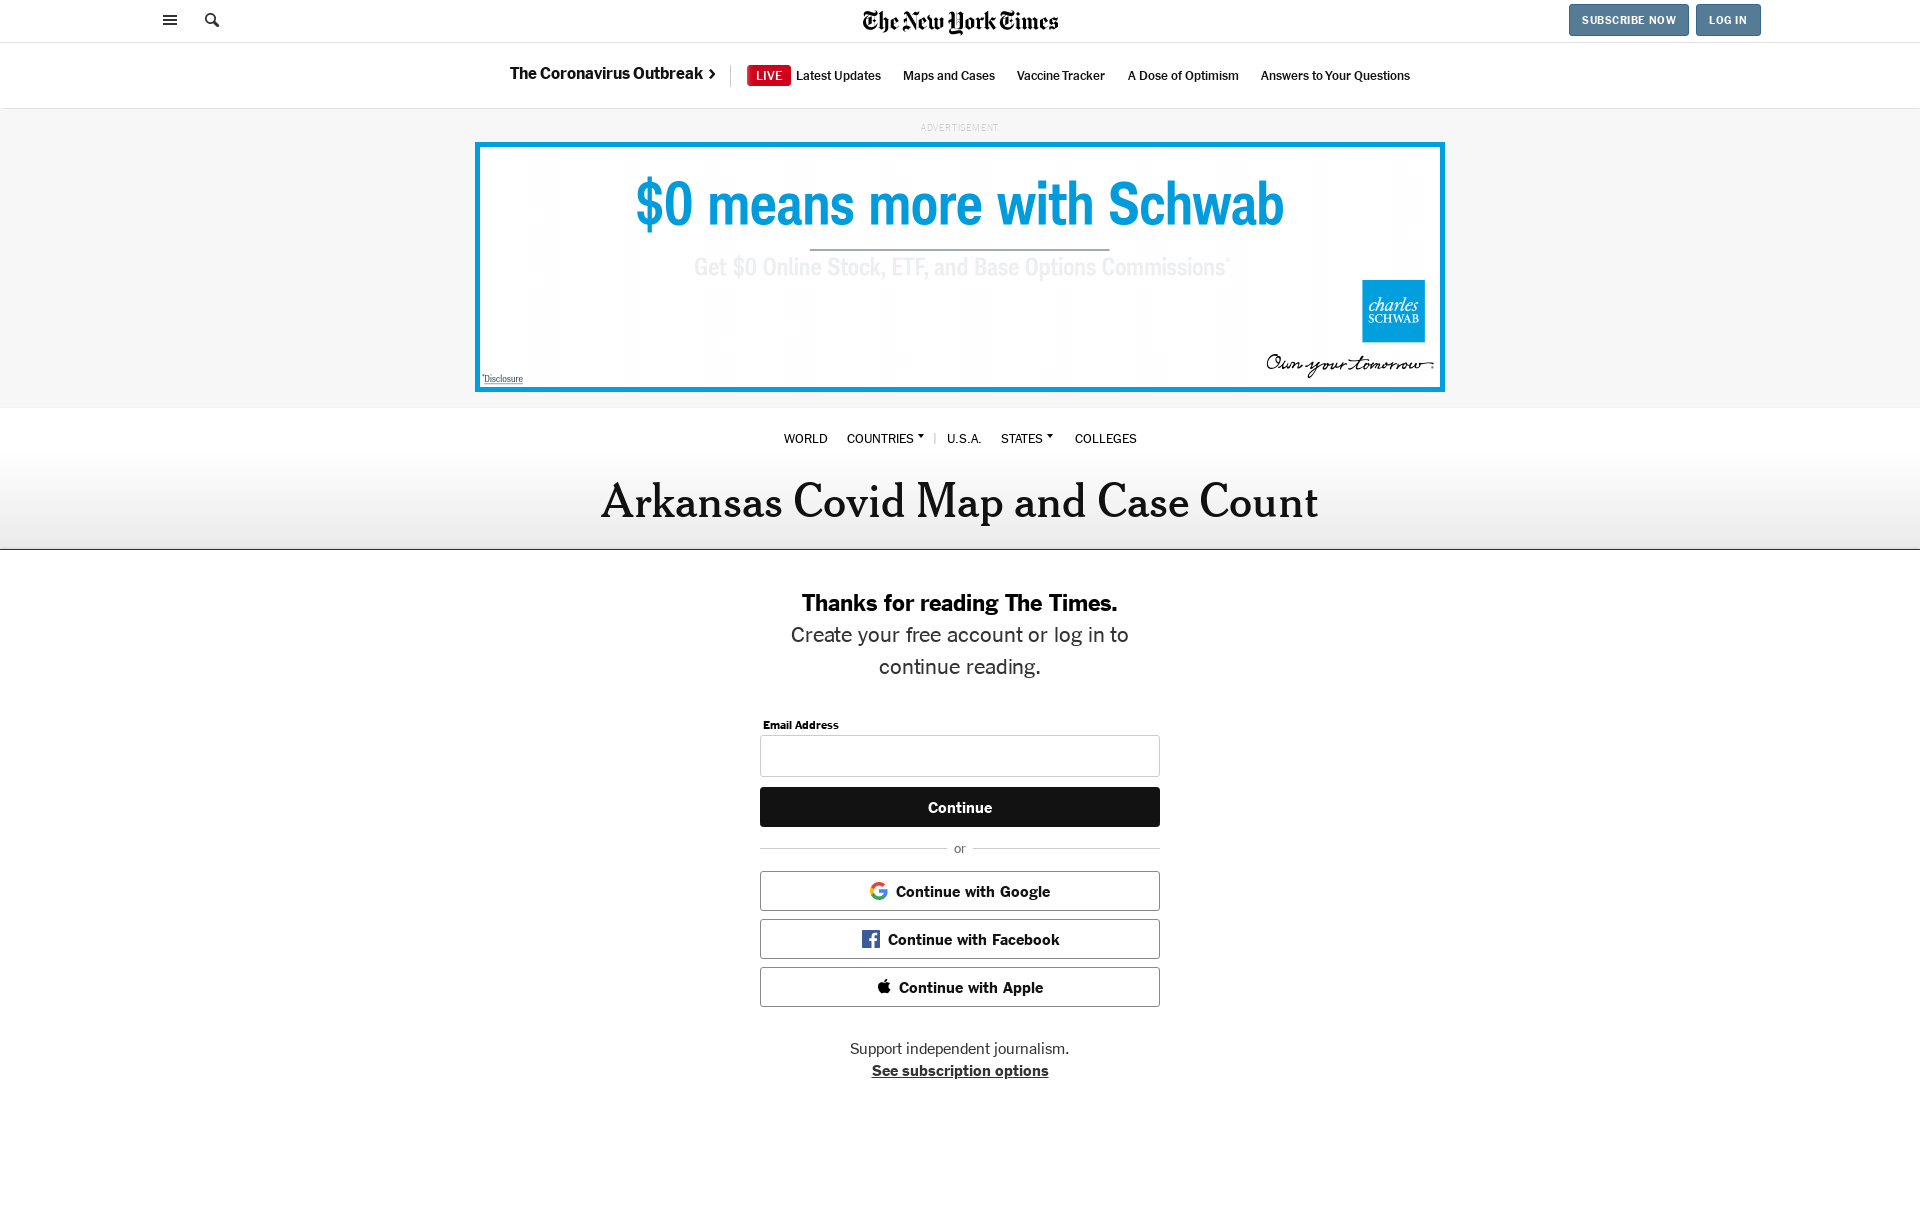 The New York Times
SUBSCRIBE NOW
LOG IN
The Coronavirus Outbreak ›
LIVE Latest Updates
Maps and Cases
Vaccine Tracker
A Dose of Optimism
Answers to Your Questions
ADVERTISEMENT
$0 means more with Schwab
Get $0 Online Stock, ETF, and Base Options Commissions*
charles
SCHWAB
Own your tomorrow
*Disclosure
WORLD
COUNTRIES
U.S.A.
STATES
COLLEGES
Arkansas Covid Map and Case Count
Thanks for reading The Times.
Create your free account or log in to
continue reading.
Email Address
Continue
or
Continue with Google
Continue with Facebook
Continue with Apple
Support independent journalism.
See subscription options